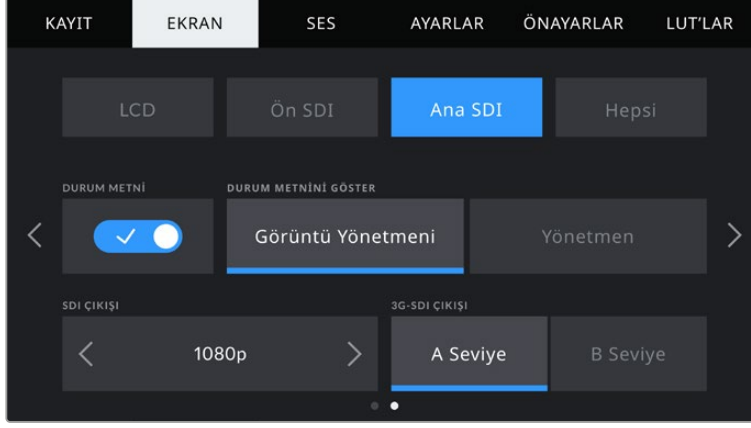 KAYIT EKRAN SES AYARLAR ÖNAYARLAR LUT'LAR
LCD Ön SDI Ana SDI Hepsi
DURUM METNİ DURUM METNİNİ GÖSTER
Görüntü Yönetmeni Yönetmen
SDI ÇIKIŞI 3G-SDI ÇIKIŞI
1080p A Seviye B Seviye